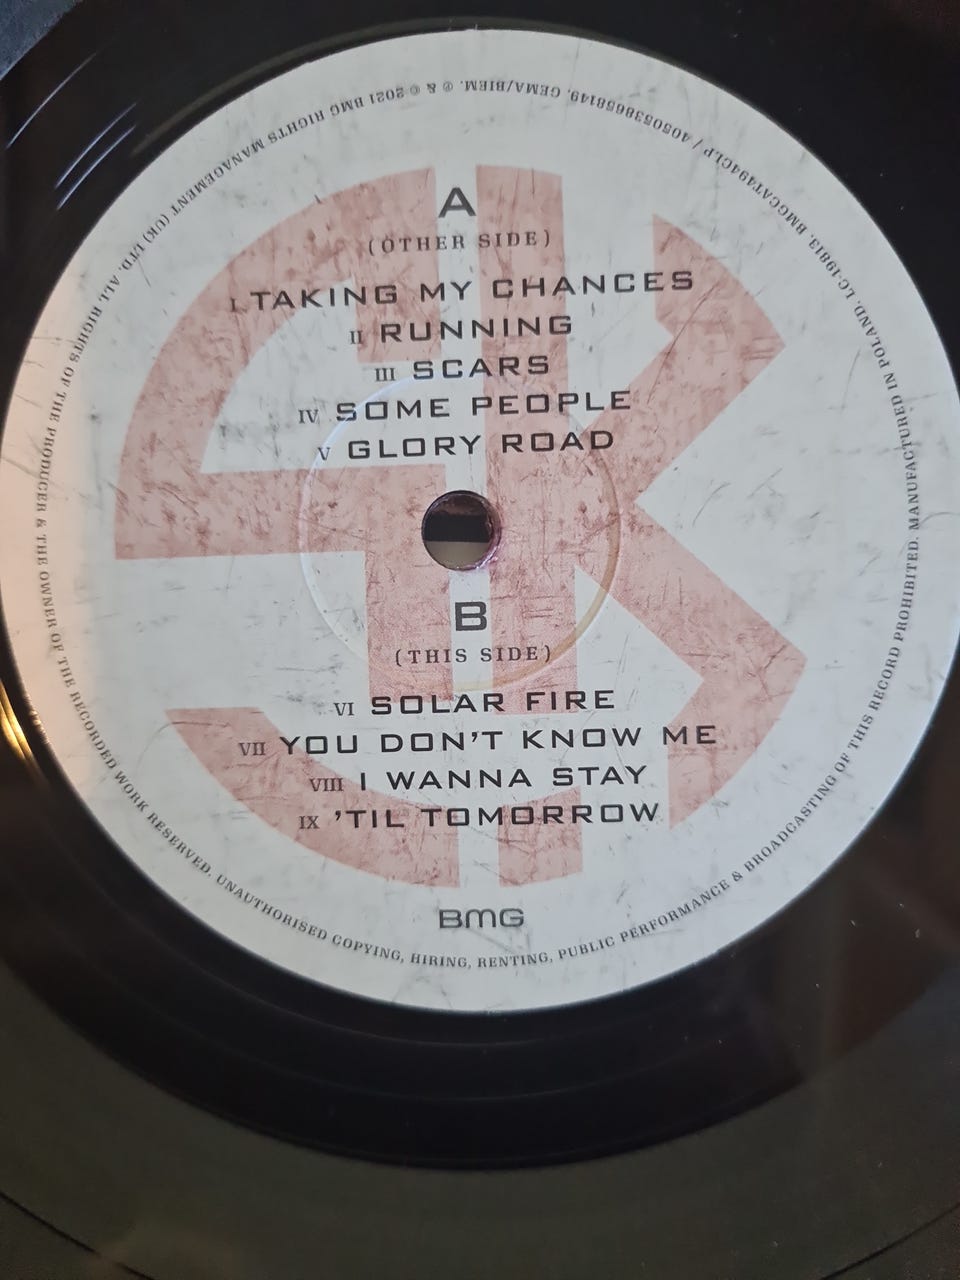 A
(OTHER SIDE)
I. TAKING MY CHANCES
II RUNNING
III SCARS
IV SOME PEOPLE
V GLORY ROAD
B
(THIS SIDE)
VI SOLAR FIRE
VII YOU DON'T KNOW ME
VIII I WANNA STAY
IX 'TIL TOMORROW
BMG
BMGCAT494CLP / 4050538658149. GEMA/BIEM. ℗ & © 2021 BMG RIGHTS MANAGEMENT (UK) LTD. ALL RIGHTS OF THE PRODUCER & THE OWNER OF THE RECORDED WORK RESERVED. UNAUTHORISED COPYING, HIRING, RENTING, PUBLIC PERFORMANCE & BROADCASTING OF THIS RECORD PROHIBITED. MANUFACTURED IN POLAND. LC-19813.